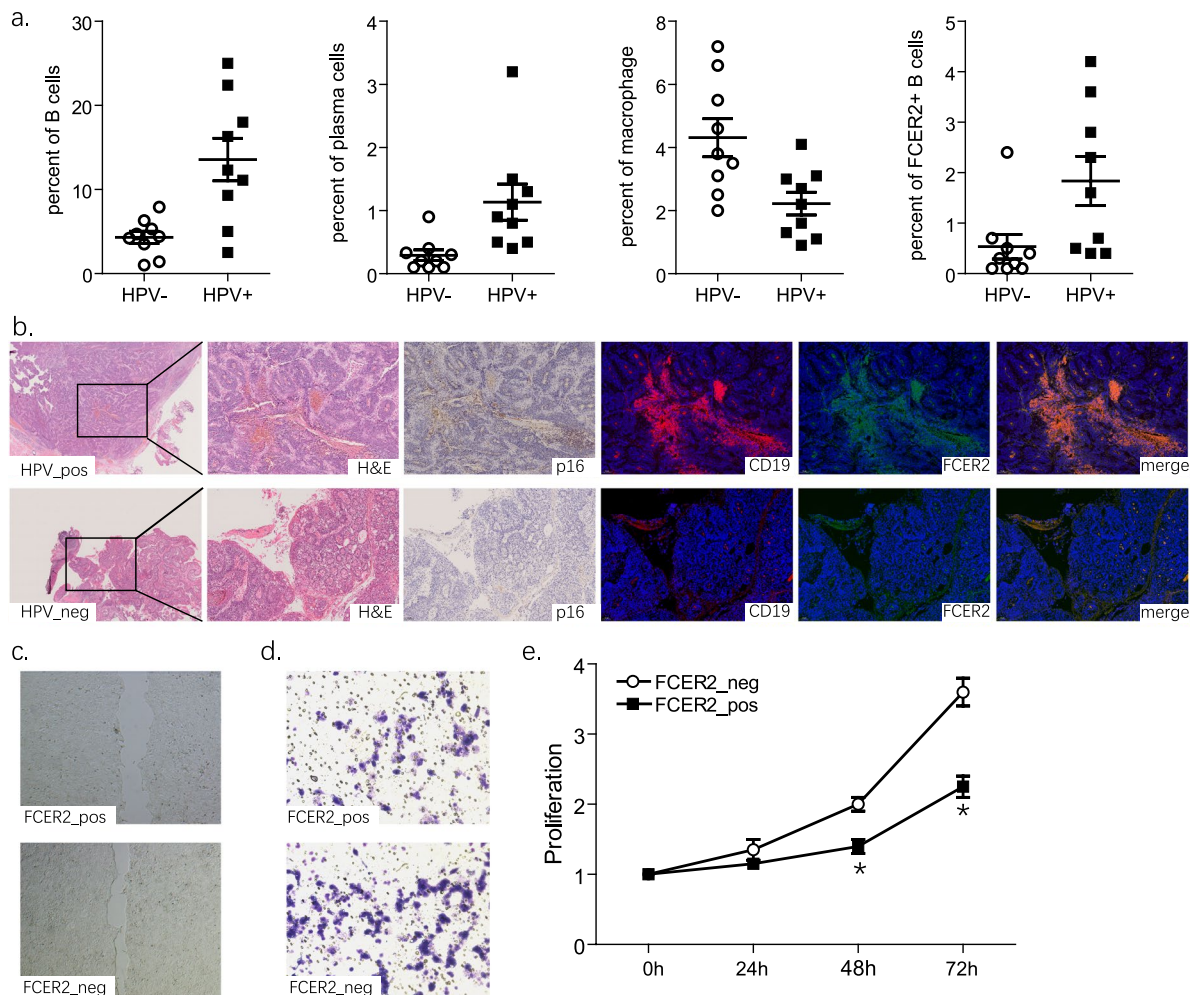 a.
percent of B cells
30
20
10
0
HPV-
HPV+
percent of plasma cells
4
3
2
1
0
HPV-
HPV+
percent of macrophage
8
6
4
2
0
HPV-
HPV+
percent of FCER2+ B
5
4
3
2
1
0
HPV-
HPV+
b.
HPV_pos
H&E
p16
CD19
FCER2
merge
HPV_neg
H&E
p16
CD19
FCER2
merge
c.
FCER2_pos
FCER2_neg
d.
FCER2_pos
FCER2_neg
e.
Proliferation
4
3
2
1
0
FCER2_neg
FCER2_pos
*
*
0h
24h
48h
72h